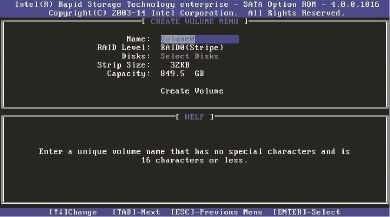 Intel(R) Rapid Storage Technology enterprise - SATA Option ROM - 4.0.0.1016
Copyright(C) 2003-14 Intel Corporation. All Rights Reserved.
[ CREATE VOLUME MENU ]
Name:
RAID Level: RAID0(Stripe)
Disks: Select Disks
Strip Size: 32KB
Capacity: 849.5 GB
Create Volume
[ HELP ]
Enter a unique volume name that has no special characters and is
16 characters or less.
[↑↓]Change [TAB]-Next [ESC]-Previous Menu [ENTER]-Select